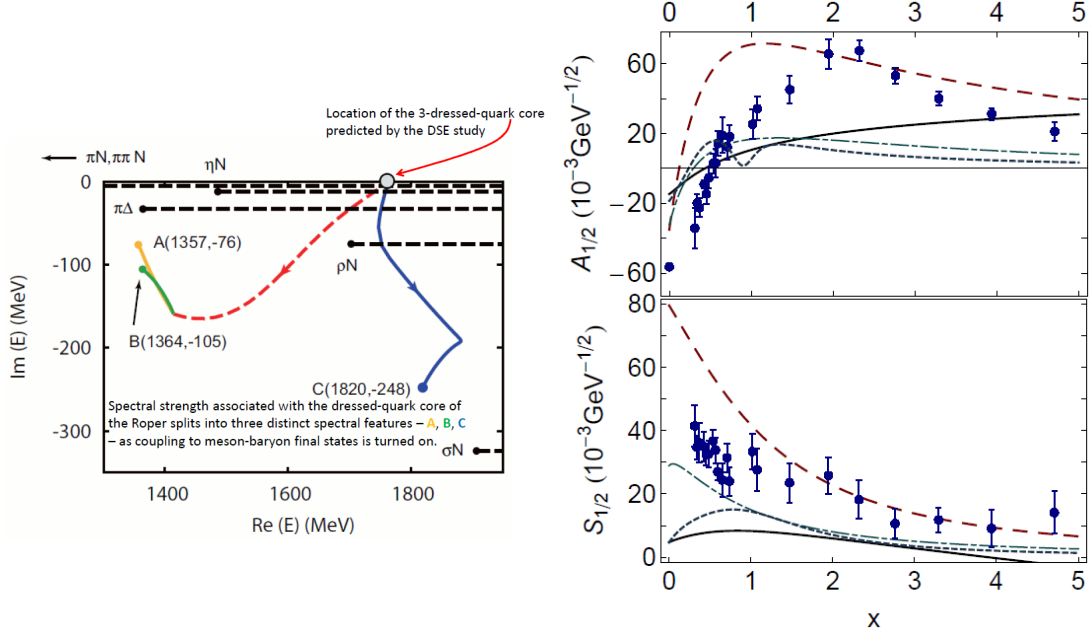 Location of the 3-dressed-quark core
predicted by the DSE study
πN,ππ N
ηN
πΔ
ρN
σN
A(1357,-76)
B(1364,-105)
C(1820,-248)
Spectral strength associated with the dressed-quark core of
the Roper splits into three distinct spectral features – A, B, C
– as coupling to meson-baryon final states is turned on.
0
-100
-200
-300
Im (E) (MeV)
1400 1600 1800
Re (E) (MeV)
0 1 2 3 4 5
60
20
−20
−60
A1/2 (10−3GeV−1/2)
80
60
40
20
0
S1/2 (10−3GeV−1/2)
0 1 2 3 4 5
x